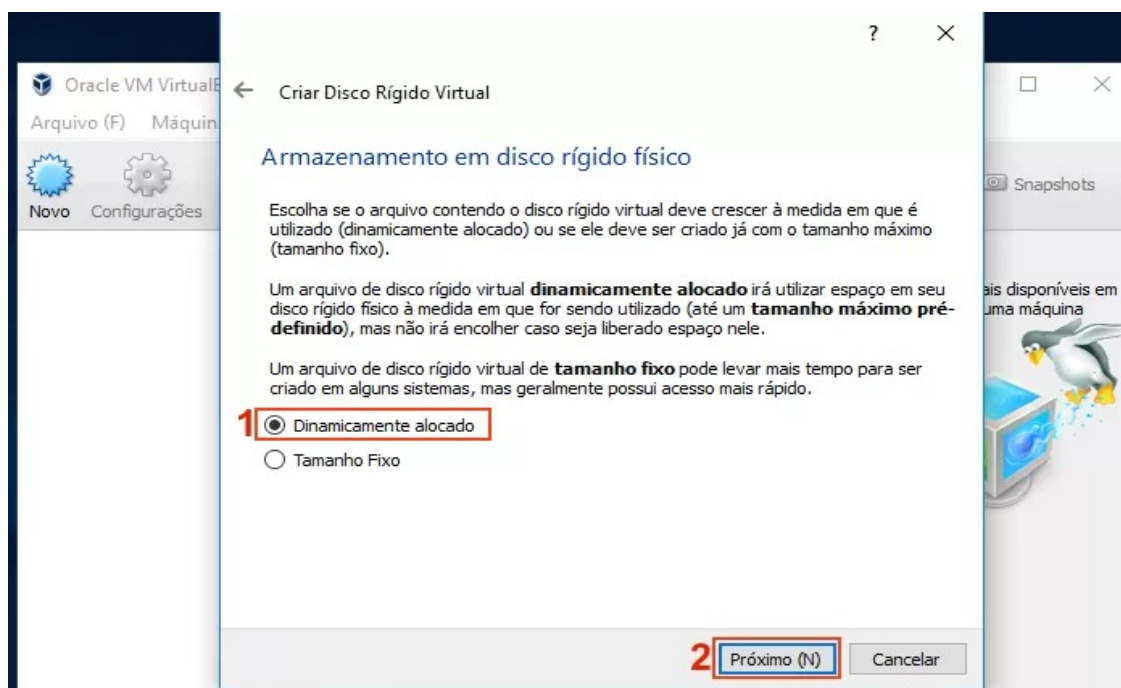 ?
Oracle VM VirtualB
Criar Disco Rígido Virtual
Arquivo (F) Máquin
Armazenamento em disco rígido físico
Novo Configurações
Snapshots
Escolha se o arquivo contendo o disco rígido virtual deve crescer à medida em que é
utilizado (dinamicamente alocado) ou se ele deve ser criado já com o tamanho máximo
(tamanho fixo).
Um arquivo de disco rígido virtual dinamicamente alocado irá utilizar espaço em seu
disco rígido físico à medida em que for sendo utilizado (até um tamanho máximo pré-
definido), mas não irá encolher caso seja liberado espaço nele.
ais disponíveis em
uma máquina
Um arquivo de disco rígido virtual de tamanho fixo pode levar mais tempo para ser
criado em alguns sistemas, mas geralmente possui acesso mais rápido.
1 Dinamicamente alocado
Tamanho Fixo
2 Próximo (N) Cancelar